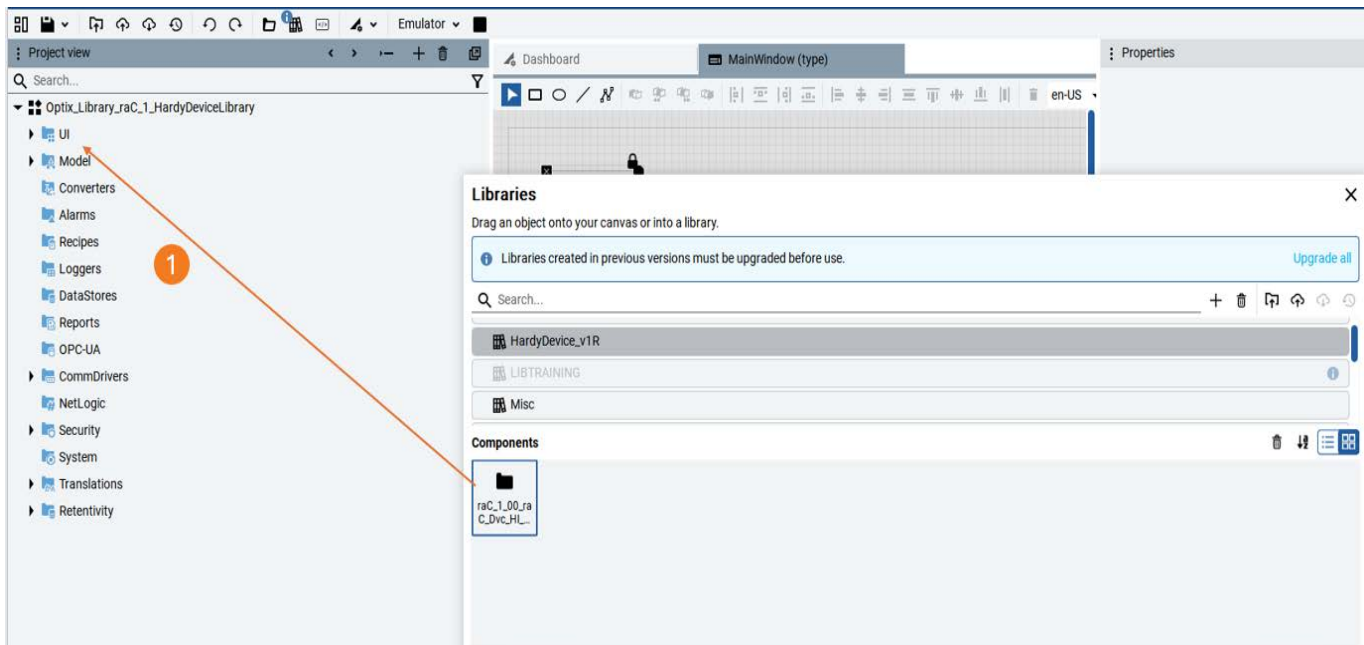 Emulator
Project view
Search...
Optix_Library_raC_1_HardyDeviceLibrary
UI
Model
Converters
Alarms
Recipes
Loggers
DataStores
Reports
OPC-UA
CommDrivers
NetLogic
Security
System
Translations
Retentivity
1
Dashboard
MainWindow (type)
en-US
Properties
Libraries
Drag an object onto your canvas or into a library.
Libraries created in previous versions must be upgraded before use.
Upgrade all
Search...
HardyDevice_v1R
LIBTRAINING
Misc
Components
raC_1_00_ra
C_Dvc_HI_...